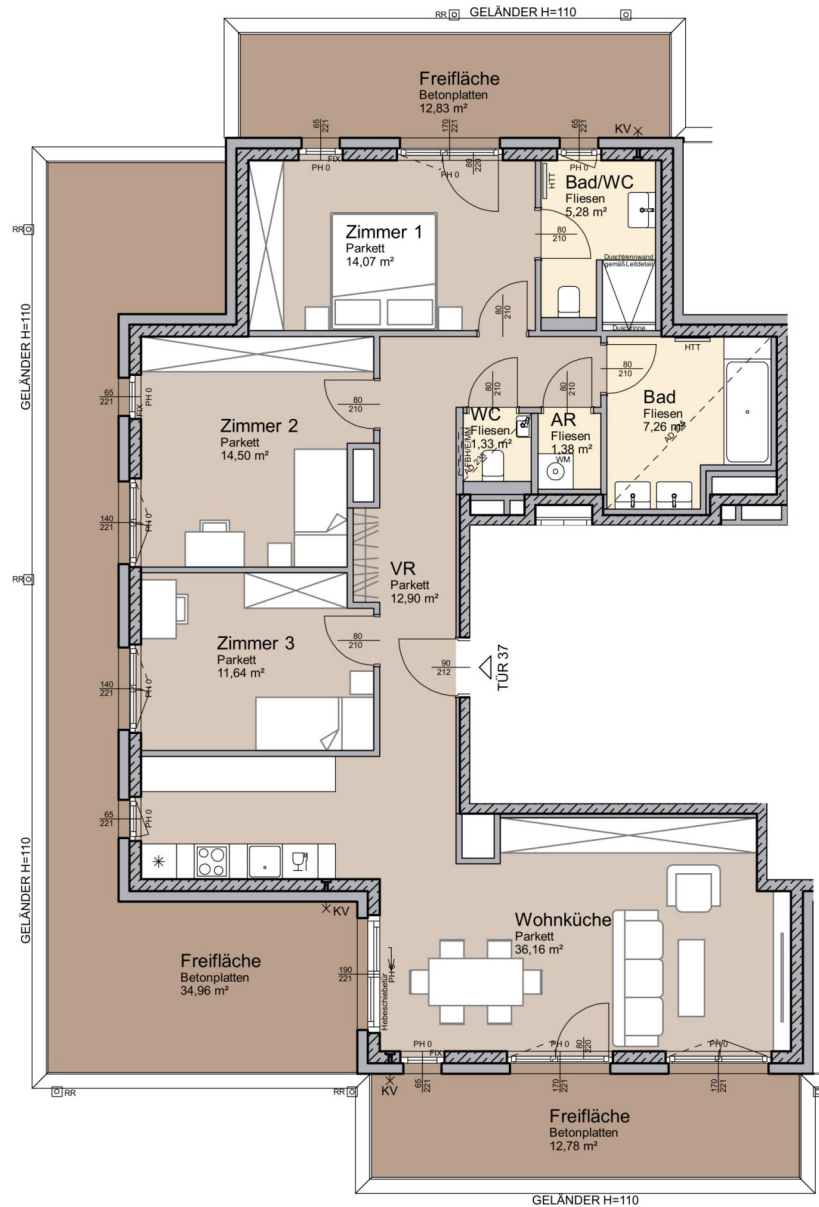 RR GELÄNDER H=110
Freifläche
Betonplatten
12,83 m²
65
221
170
221
65
221
KV
PH 0
FIX
PH 0
80
220
PH 0
HTT
Bad/WC
Fliesen
5,28 m²
Zimmer 1
Parkett
14,07 m²
80
210
Duschtrennwand
gemäß Leitdetail
Duschrinne
RR
GELÄNDER H=110
80
210
65
221
PH 0
FIX
Zimmer 2
Parkett
14,50 m²
80
210
80
210
80
210
80
210
HTT
Bad
Fliesen
7,26 m²
WC
Fliesen
1,33 m²
AR
Fliesen
1,38 m²
WM
140
221
PH 0
RR
VR
Parkett
12,90 m²
Zimmer 3
Parkett
11,64 m²
80
210
90
212
TÜR 37
140
221
PH 0
65
221
PH 0
GELÄNDER H=110
KV
Wohnküche
Parkett
36,16 m²
Freifläche
Betonplatten
34,96 m²
190
221
PH 0
Hebeschiebetür
PH 0
FIX
80
220
PH 0
PH 0
RR
RR
KV
65
221
170
221
170
221
Freifläche
Betonplatten
12,78 m²
GELÄNDER H=110